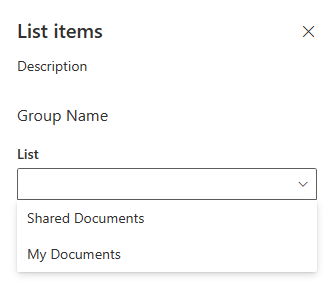 List items
Description
Group Name
List
Shared Documents
My Documents